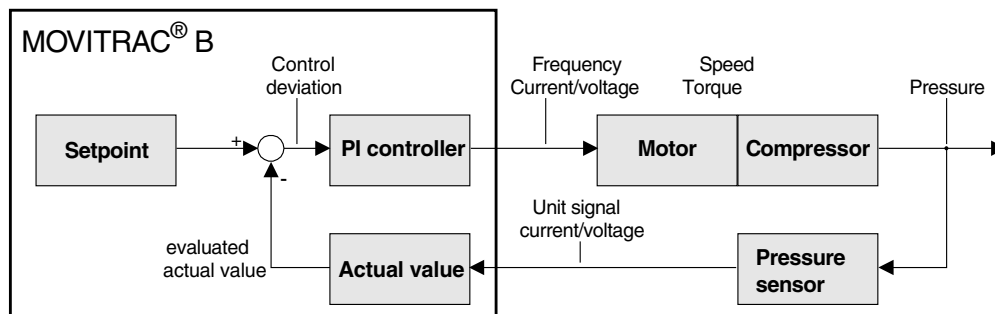 MOVITRAC® B
Control
deviation
Frequency
Current/voltage
Speed
Torque
Pressure
Setpoint
+
-
PI controller
Motor
Compressor
Unit signal
current/voltage
evaluated
actual value
Actual value
Pressure
sensor